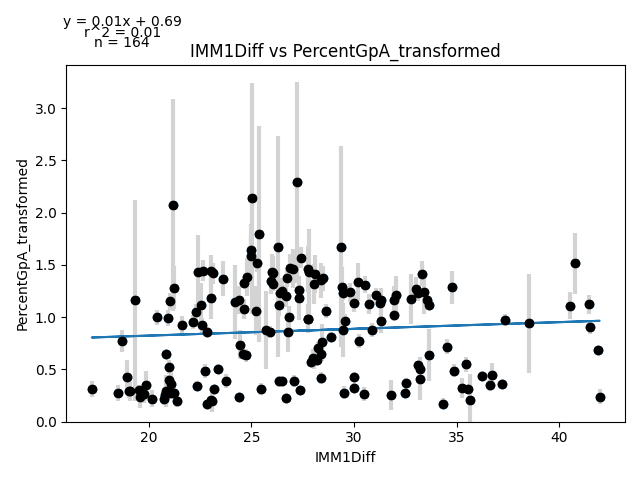 y = 0.01x + 0.69
r^2 = 0.01
n = 164
IMM1Diff vs PercentGpA_transformed
PercentGpA_transformed
3.0
2.5
2.0
1.5
1.0
0.5
0.0
20
25
30
35
40
IMM1Diff